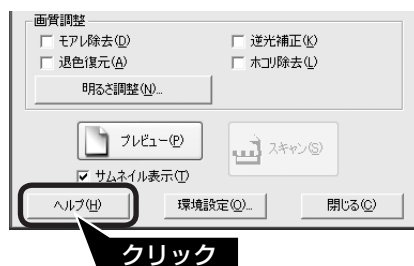 画質調整
モアレ除去(D) 逆光補正(K)
退色復元(A) ホコリ除去(L)
明るさ調整(N)...
プレビュー(P) スキャン(S)
サムネイル表示(T)
ヘルプ(H) 環境設定(O)... 閉じる(C)
クリック